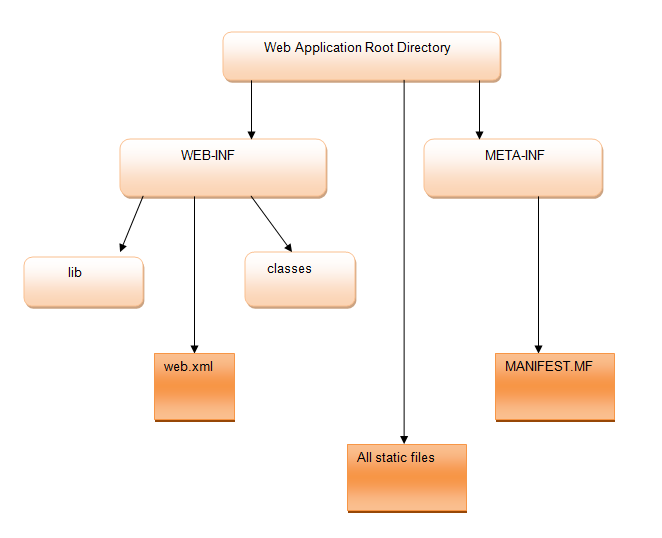 Web Application Root Directory
WEB-INF
META-INF
lib
classes
web.xml
MANIFEST.MF
All static files